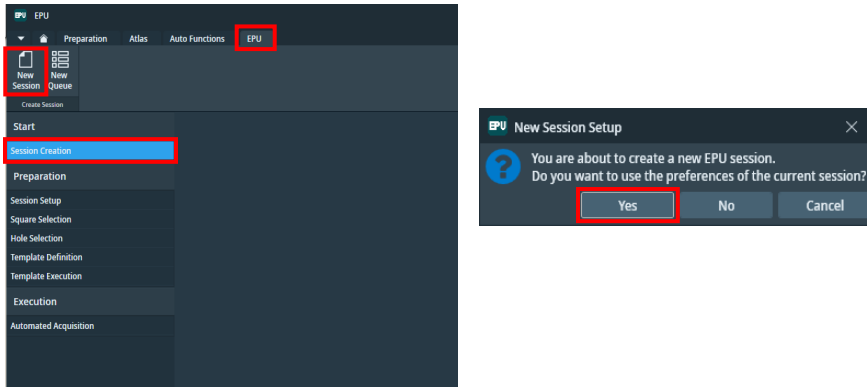 EPU EPU
Preparation Atlas Auto Functions EPU
New Session
New Queue
Create Session
Start
Session Creation
Preparation
Session Setup
Square Selection
Hole Selection
Template Definition
Template Execution
Execution
Automated Acquisition
EPU New Session Setup
You are about to create a new EPU session.
Do you want to use the preferences of the current session?
Yes No Cancel